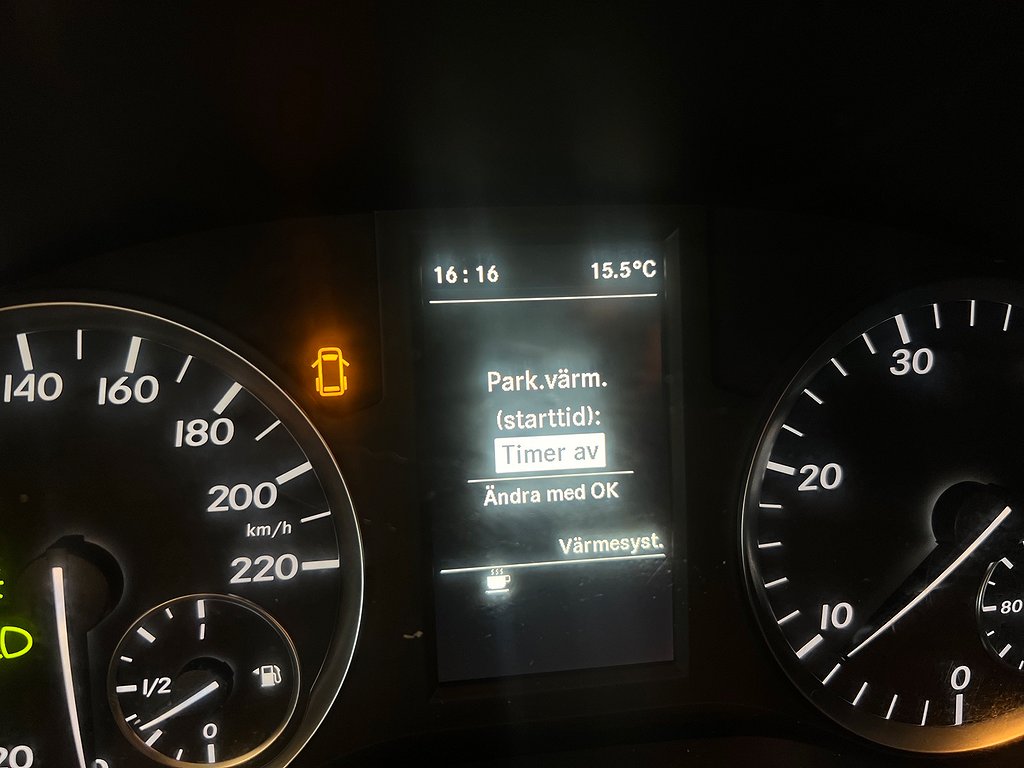 16:16 15.5°C
Park.värm.
(starttid):
Timer av
Ändra med OK
Värmesyst.
140
160
180
200
km/h
220
1/2
0
30
20
10
0
80